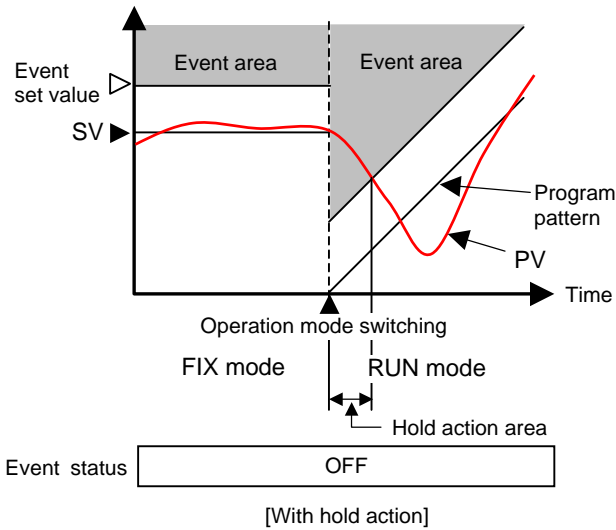 Event area
Event area
Event
set value
SV
Program
pattern
PV
Time
Operation mode switching
FIX mode
RUN mode
Hold action area
Event status
OFF
[With hold action]